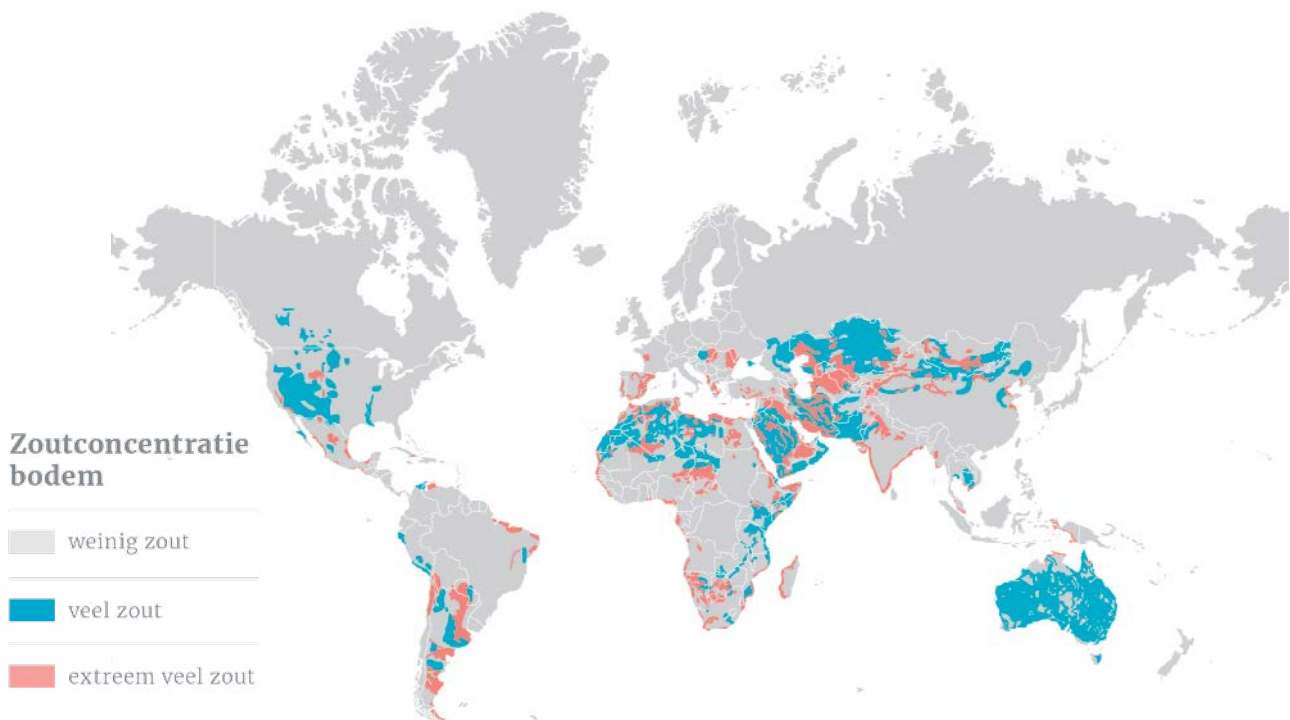 Zoutconcentratie
bodem
weinig zout
veel zout
extreem veel zout